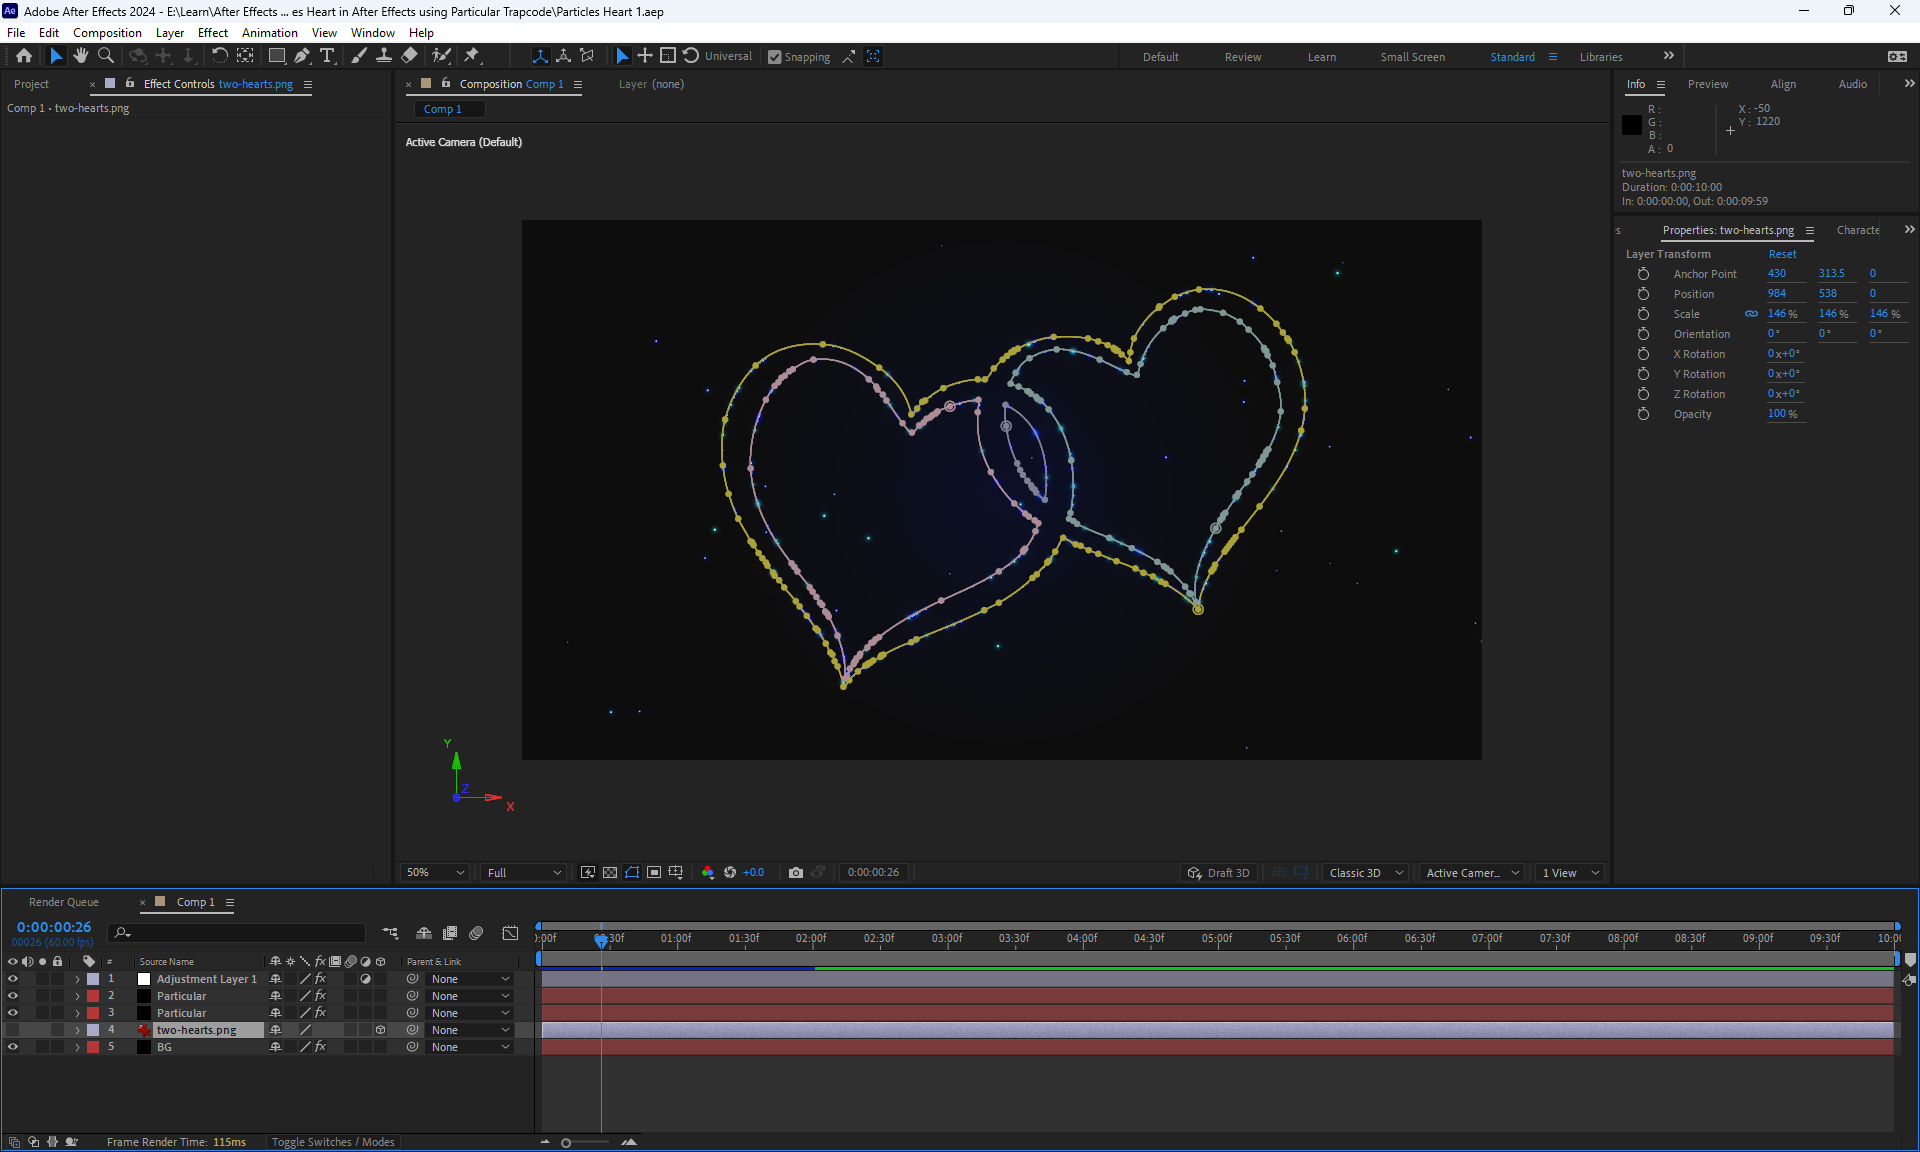 Ae Adobe After Effects 2024 - E:\Learn\After Effects ... es Heart in After Effects using Particular Trapcode\Particles Heart 1.aep
File Edit Composition Layer Effect Animation View Window Help
Universal Snapping Default Review Learn Small Screen Standard Libraries
Project Effect Controls two-hearts.png
Comp 1 • two-hearts.png
Composition Comp 1 Layer (none)
Comp 1
Active Camera (Default)
Y
Z
X
50% Full +0.0 0:00:00:26 Draft 3D Classic 3D Active Camer... 1 View
Info Preview Align Audio
R :
G :
B :
A : 0
X : -50
Y : 1220
two-hearts.png
Duration: 0:00:10:00
In: 0:00:00:00, Out: 0:00:09:59
s Properties: two-hearts.png Characte
Layer Transform Reset
Anchor Point 430 313.5 0
Position 984 538 0
Scale 146 % 146 % 146 %
Orientation 0° 0° 0°
X Rotation 0x+0°
Y Rotation 0x+0°
Z Rotation 0x+0°
Opacity 100 %
Render Queue Comp 1
0:00:00:26
00026 (60.00 fps)
# Source Name fx Parent & Link
1 Adjustment Layer 1 fx None
2 Particular fx None
3 Particular fx None
4 two-hearts.png None
5 BG fx None
01:00f 01:30f 02:00f 02:30f 03:00f 03:30f 04:00f 04:30f 05:00f 05:30f 06:00f 06:30f 07:00f 07:30f 08:00f 08:30f 09:00f 09:30f
Frame Render Time: 115ms Toggle Switches / Modes